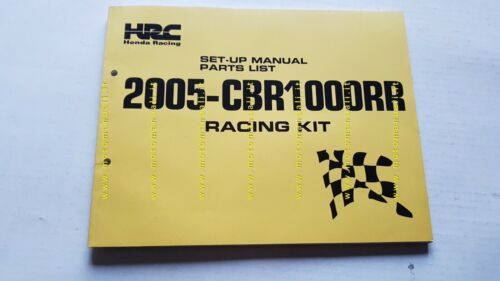 HRC
Honda Racing
SET-UP MANUAL
PARTS LIST
2005-CBR1000RR
RACING KIT